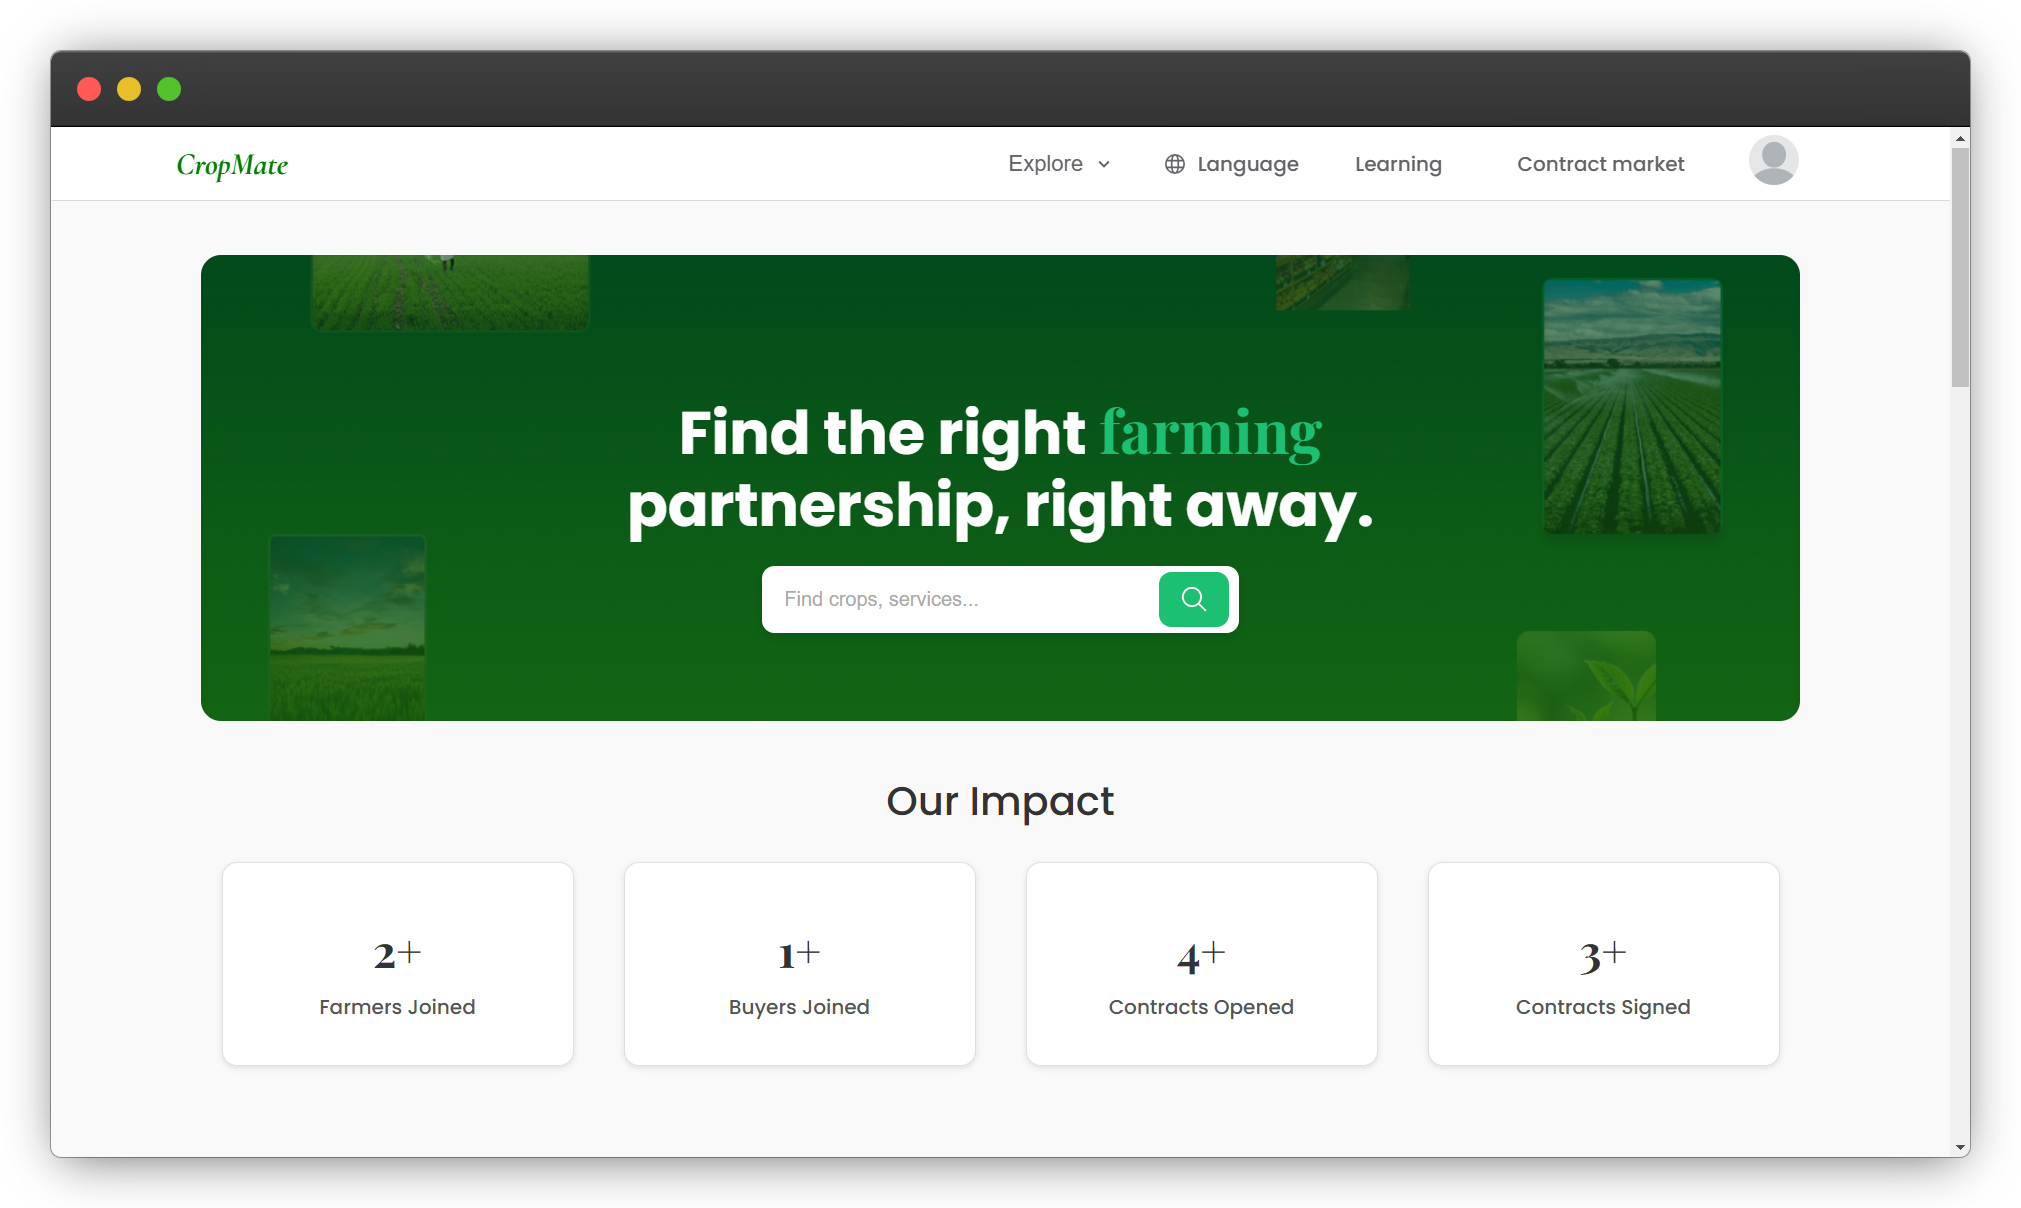 CropMate
Explore
Language
Learning
Contract market
Find the right farming
partnership, right away.
Find crops, services...
Our Impact
2+
Farmers Joined
1+
Buyers Joined
4+
Contracts Opened
3+
Contracts Signed